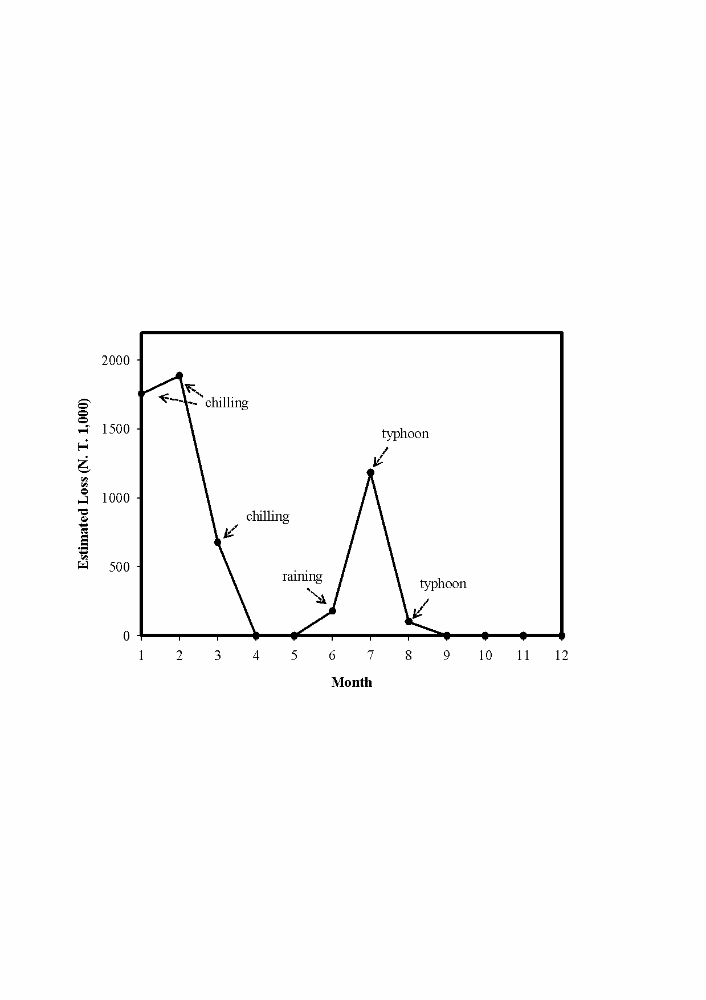 2000
chilling
1500
typhoon
1000
chilling
500
raining
typhoon
0
1 2 3 4 5 6 7 8 9 10 11 12
Month
Estimated Loss (N. T. 1,000)